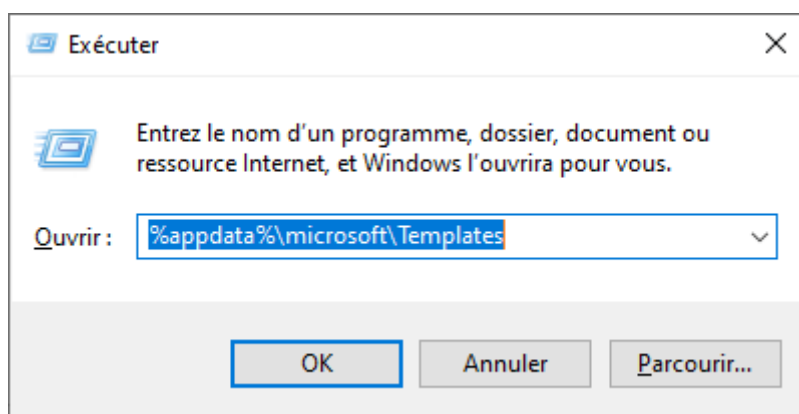 Exécuter
Entrez le nom d’un programme, dossier, document ou
ressource Internet, et Windows l’ouvrira pour vous.
Ouvrir : %appdata%\microsoft\Templates
OK Annuler Parcourir...